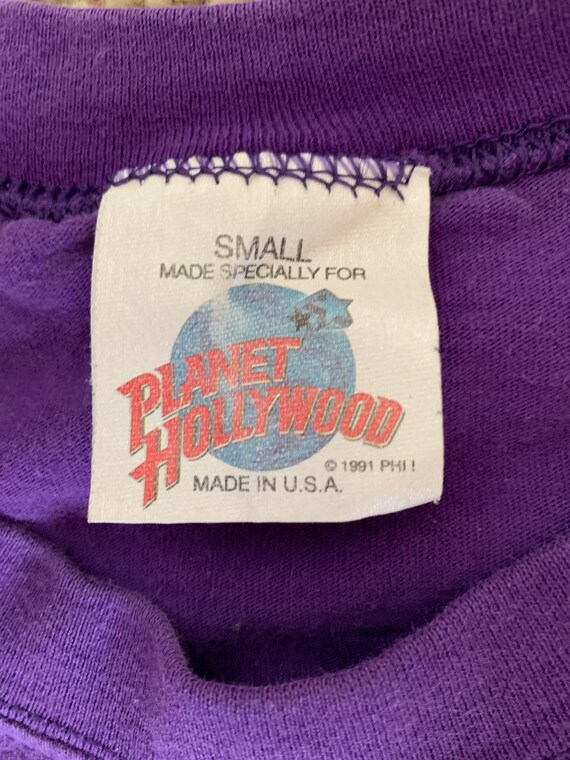 SMALL
MADE SPECIALLY FOR
PLANET
HOLLYWOOD
© 1991 PHI!
MADE IN U.S.A.